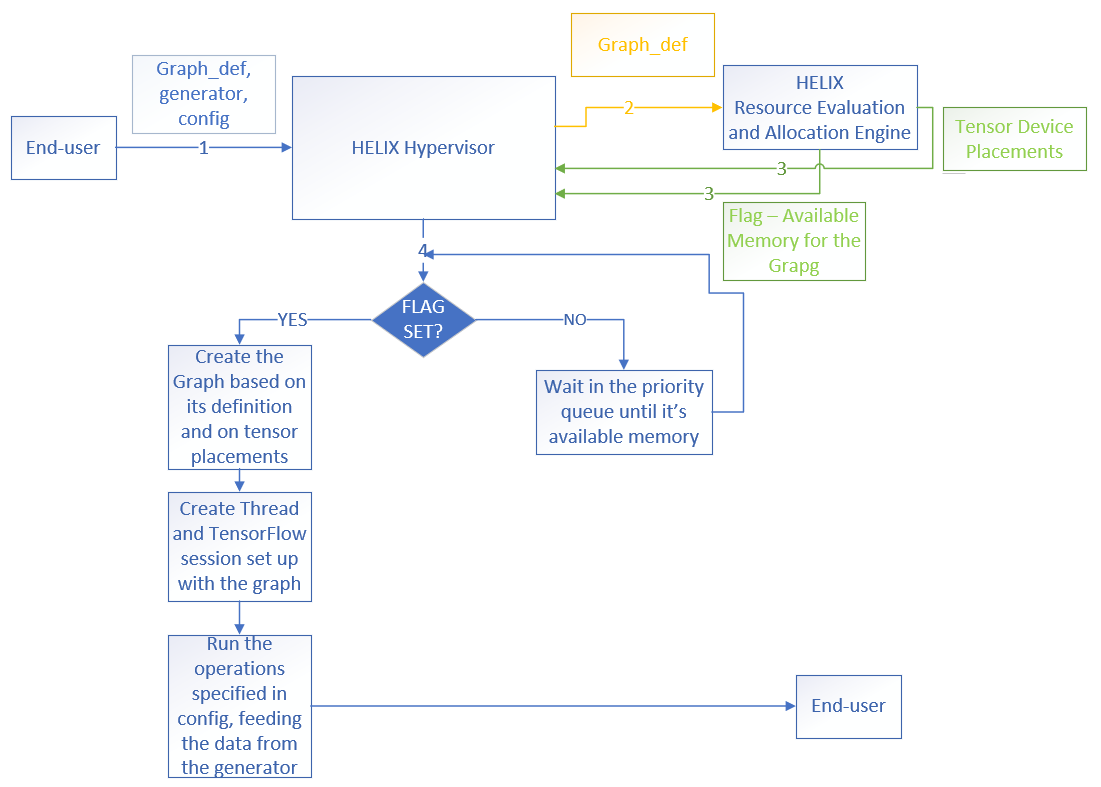 Graph_def
Graph_def,
generator,
config
HELIX
Resource Evaluation
and Allocation Engine
End-user
1
HELIX Hypervisor
2
Tensor Device
Placements
3
3
Flag – Available
Memory for the
Grapg
4
FLAG
SET?
YES
NO
Create the
Graph based on
its definition
and on tensor
placements
Wait in the priority
queue until it’s
available memory
Create Thread
and TensorFlow
session set up
with the graph
Run the
operations
specified in
config, feeding
the data from
the generator
End-user